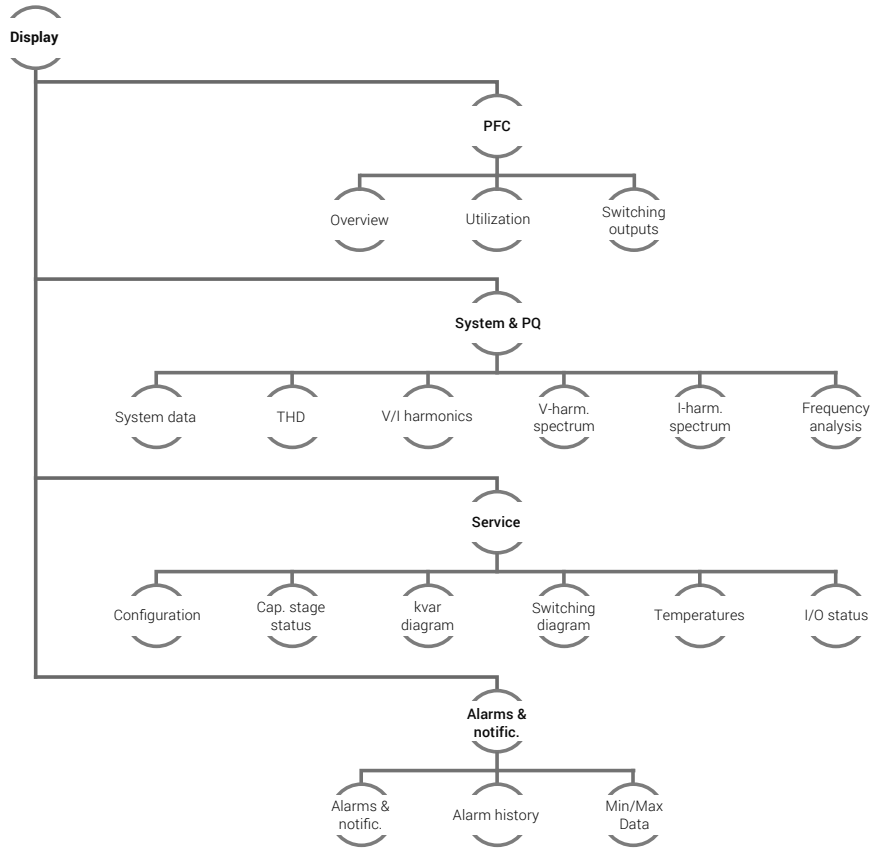 Display
PFC
Overview
Utilization
Switching
outputs
System & PQ
System data
THD
V/I harmonics
V-harm.
spectrum
I-harm.
spectrum
Frequency
analysis
Service
Configuration
Cap. stage
status
kvar
diagram
Switching
diagram
Temperatures
I/O status
Alarms &
notific.
Alarms &
notific.
Alarm history
Min/Max
Data